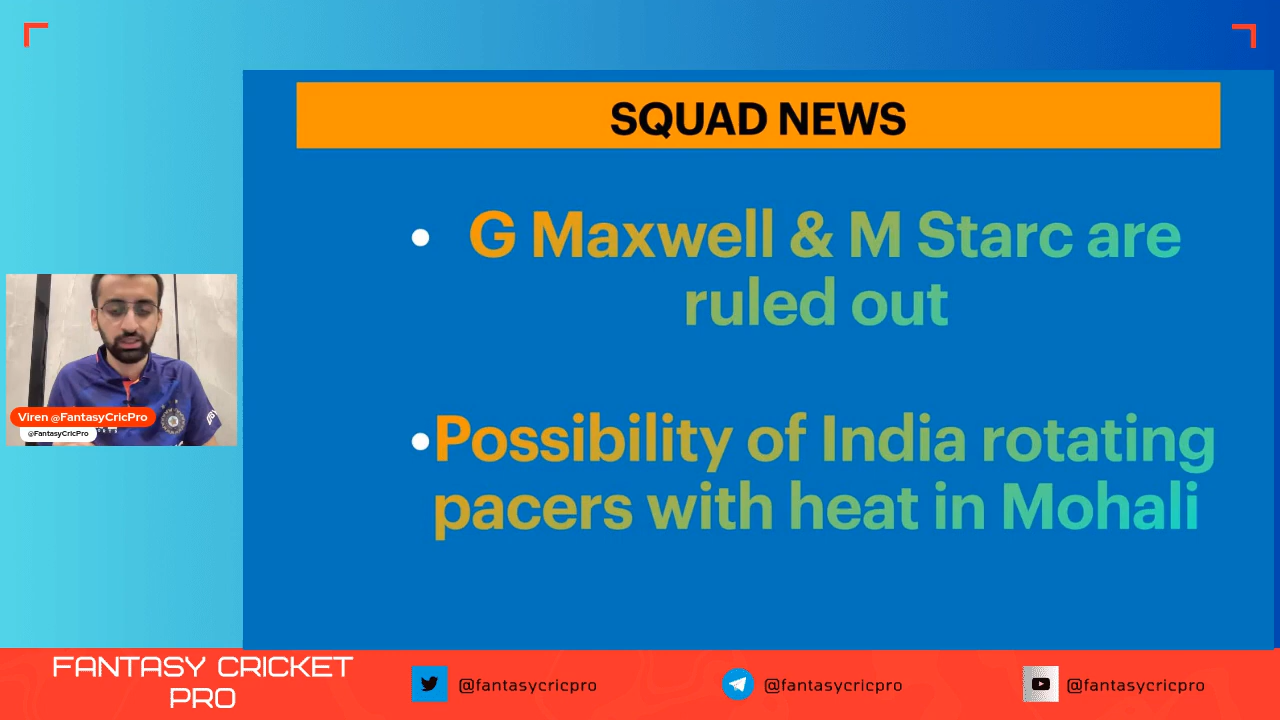 SQUAD NEWS
• G Maxwell & M Starc are
ruled out
•Possibility of India rotating
pacers with heat in Mohali
Viren @FantasyCricPro
@FantasyCricPro
FANTASY CRICKET
PRO
@fantasycricpro
@fantasycricpro
@fantasycricpro